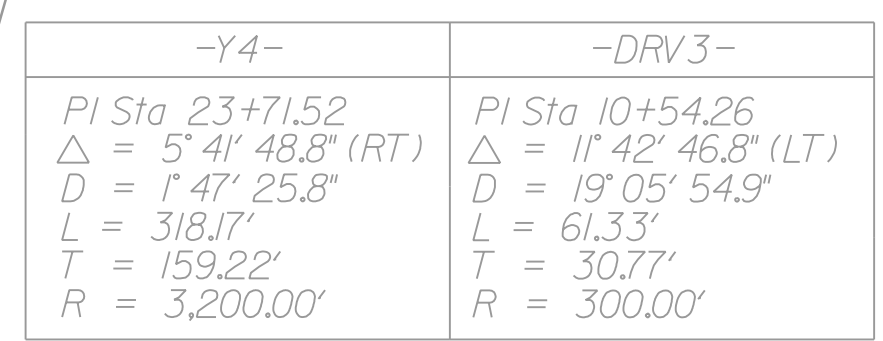 -Y4-
PI Sta 23+71.52
△ = 5° 41' 48.8" (RT)
D = 1° 47' 25.8"
L = 318.17'
T = 159.22'
R = 3,200.00'
-DRV3-
PI Sta 10+54.26
△ = 11° 42' 46.8" (LT)
D = 19° 05' 54.9"
L = 61.33'
T = 30.77'
R = 300.00'